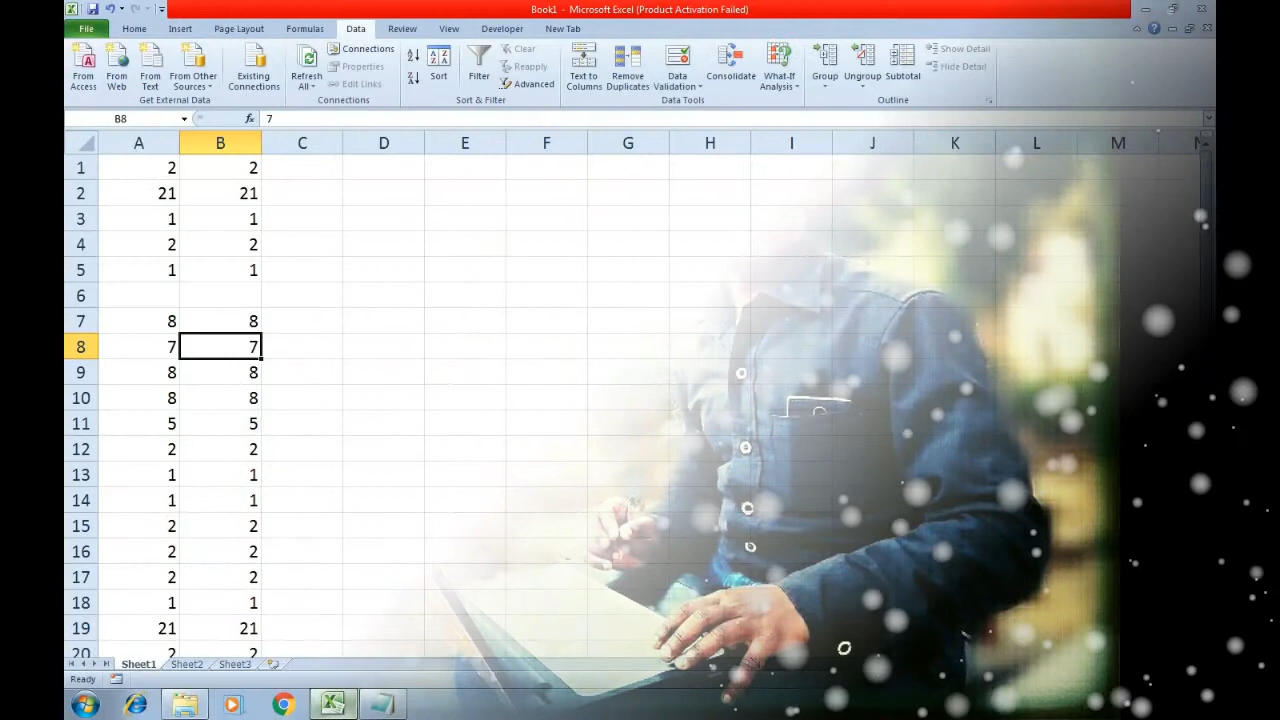 Book1 - Microsoft Excel (Product Activation Failed)
File Home Insert Page Layout Formulas Data Review View Developer New Tab
From Access
From Web
From Text
From Other Sources
Existing Connections
Get External Data
Refresh All
Connections
Properties
Edit Links
Connections
Sort
Filter
Clear
Reapply
Advanced
Sort & Filter
Text to Columns
Remove Duplicates
Data Validation
Consolidate
What-If Analysis
Data Tools
Group
Ungroup
Subtotal
Show Detail
Hide Detail
Outline
B8 fx 7
A B C D E F G H I J K L M N
1 2 2
2 21 21
3 1 1
4 2 2
5 1 1
6
7 8 8
8 7 7
9 8 8
10 8 8
11 5 5
12 2 2
13 1 1
14 1 1
15 2 2
16 2 2
17 2 2
18 1 1
19 21 21
20 2 2
Sheet1 Sheet2 Sheet3
Ready